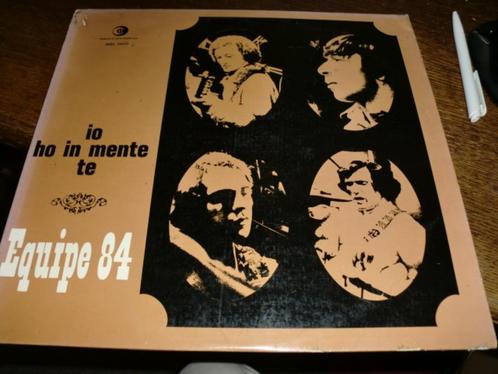 io
ho in mente
te
Equipe 84